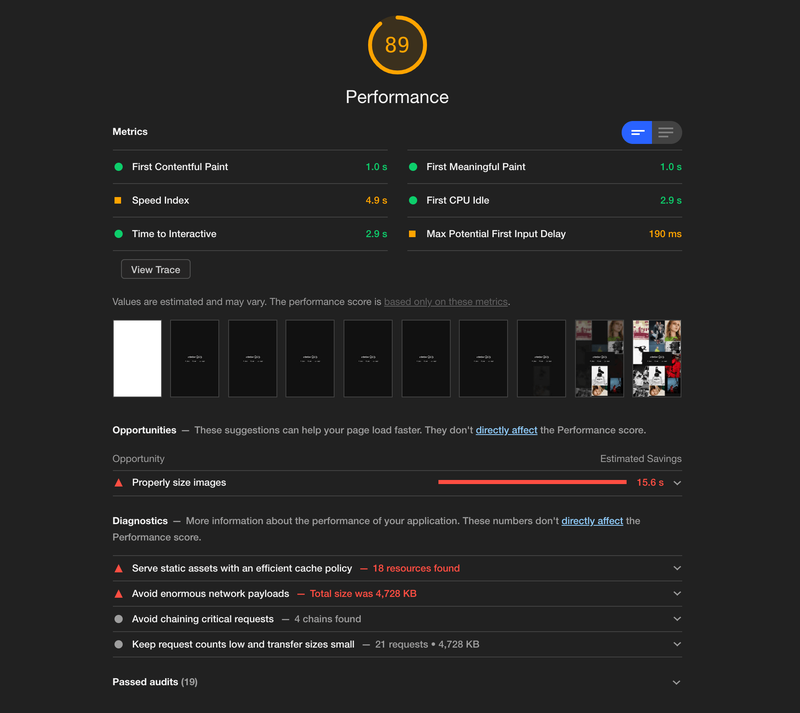 89
Performance
Metrics
First Contentful Paint 1.0 s
First Meaningful Paint 1.0 s
Speed Index 4.9 s
First CPU Idle 2.9 s
Time to Interactive 2.9 s
Max Potential First Input Delay 190 ms
View Trace
Values are estimated and may vary. The performance score is based only on these metrics.
Opportunities — These suggestions can help your page load faster. They don't directly affect the Performance score.
Opportunity Estimated Savings
Properly size images 15.6 s
Diagnostics — More information about the performance of your application. These numbers don't directly affect the
Performance score.
Serve static assets with an efficient cache policy — 18 resources found
Avoid enormous network payloads — Total size was 4,728 KB
Avoid chaining critical requests — 4 chains found
Keep request counts low and transfer sizes small — 21 requests • 4,728 KB
Passed audits (19)